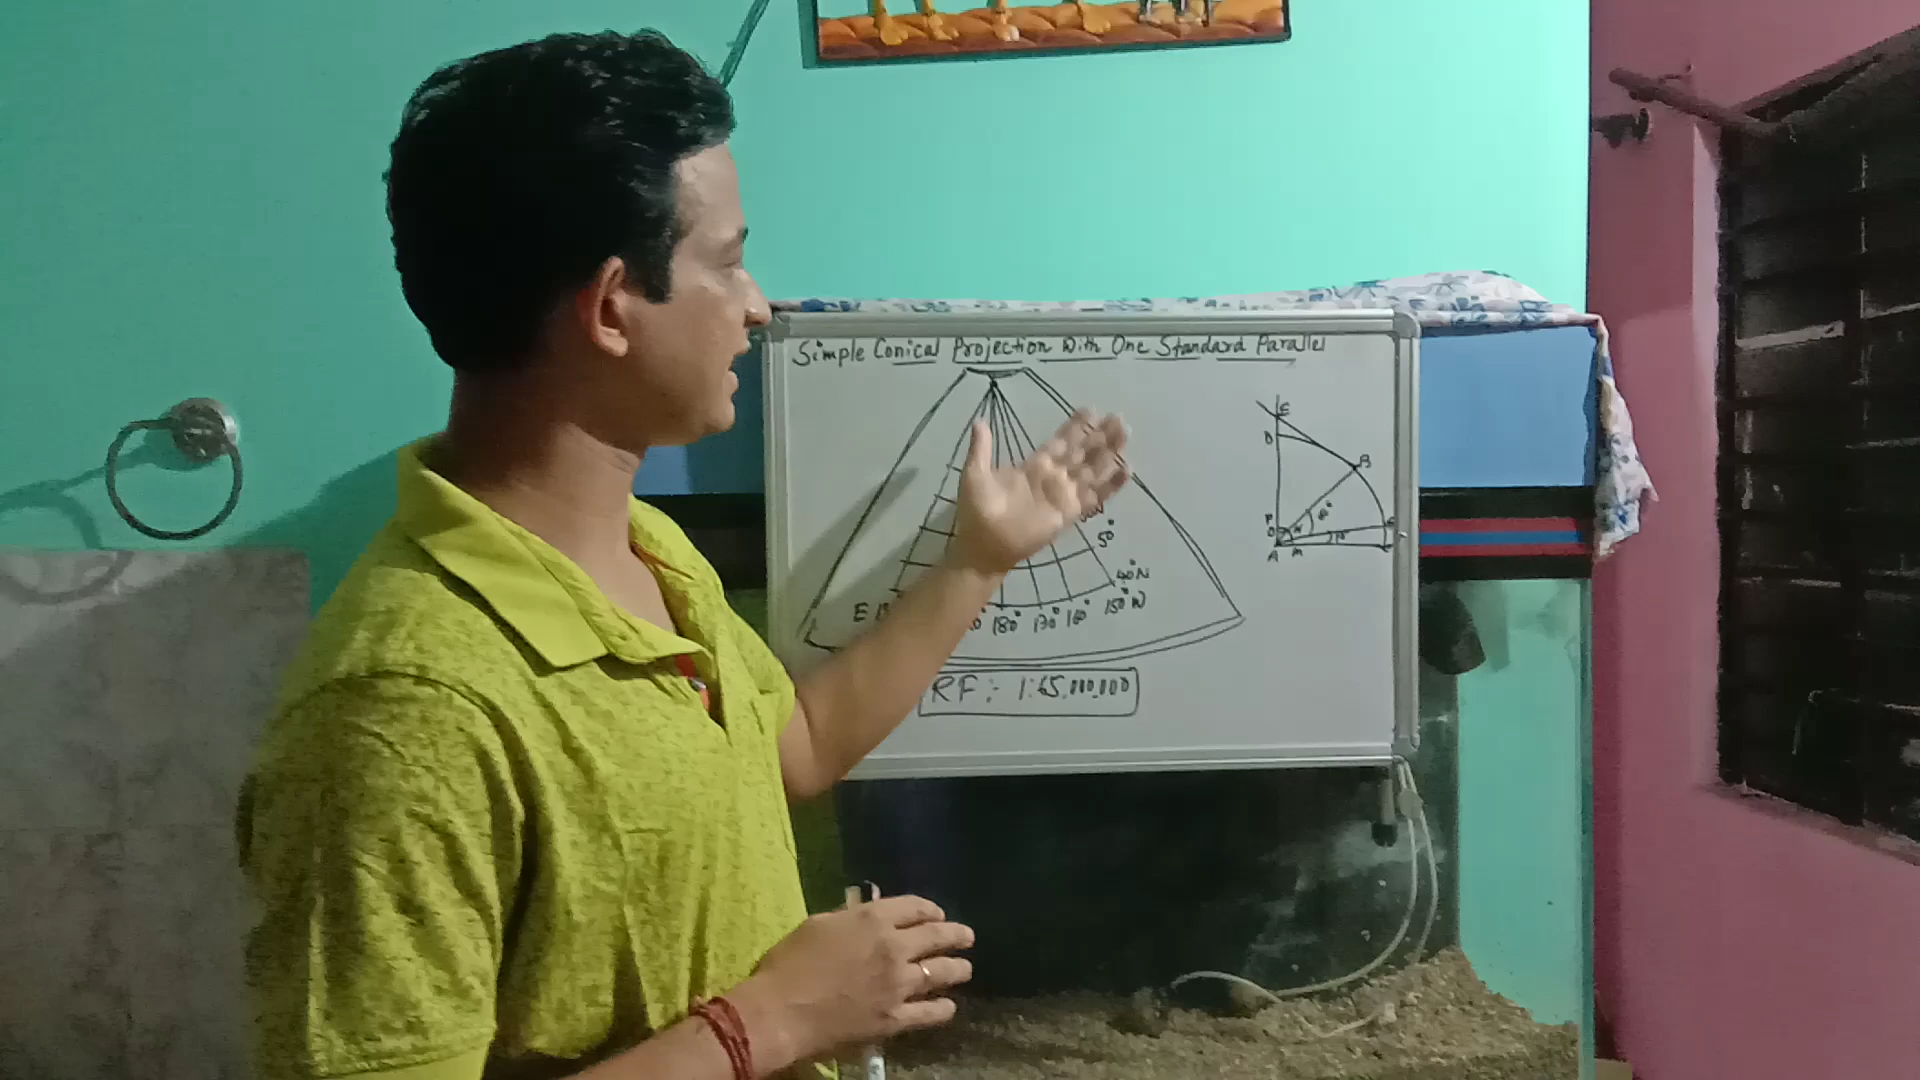 Simple Conical Projection With One Standard Parallel
E
D
B
50°
40°N
E
180° 170° 160° 150° W
A
RF:- 1:65,000,000